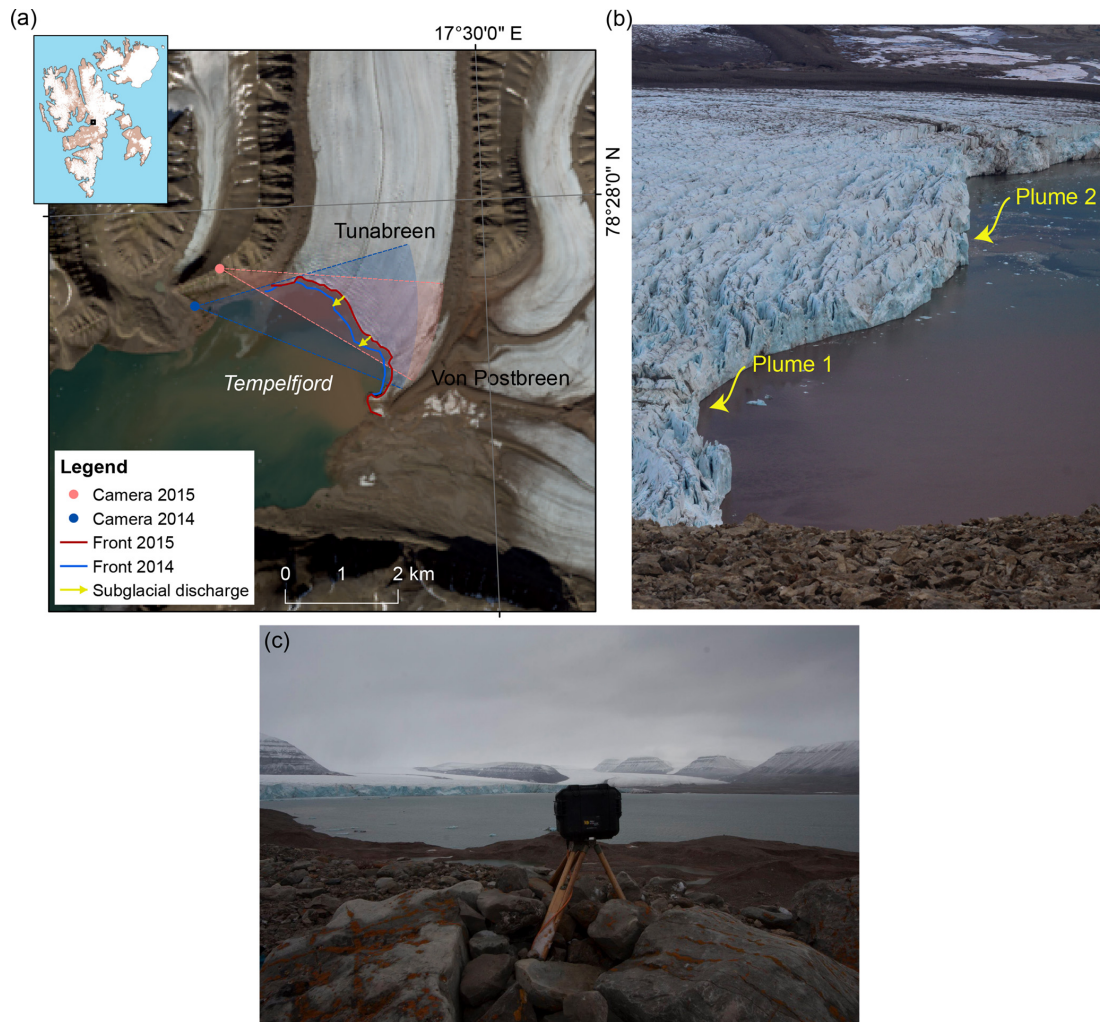 (a)
17°30'0" E
78°28'0" N
Tunabreen
Tempelfjord
Von Postbreen
Legend
Camera 2015
Camera 2014
Front 2015
Front 2014
Subglacial discharge
0 1 2 km
(b)
Plume 2
Plume 1
(c)